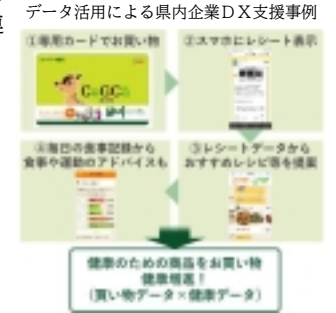 データ活用による県内企業DX支援事例
①専用カードでお買い物
②スマホにレシート表示
CoGCa
④毎日の食事記録から
食事や運動のアドバイスも
③レシートデータから
おすすめレシピ等を提案
健康のための商品をお買い物
健康増進!
(買い物データ×健康データ)